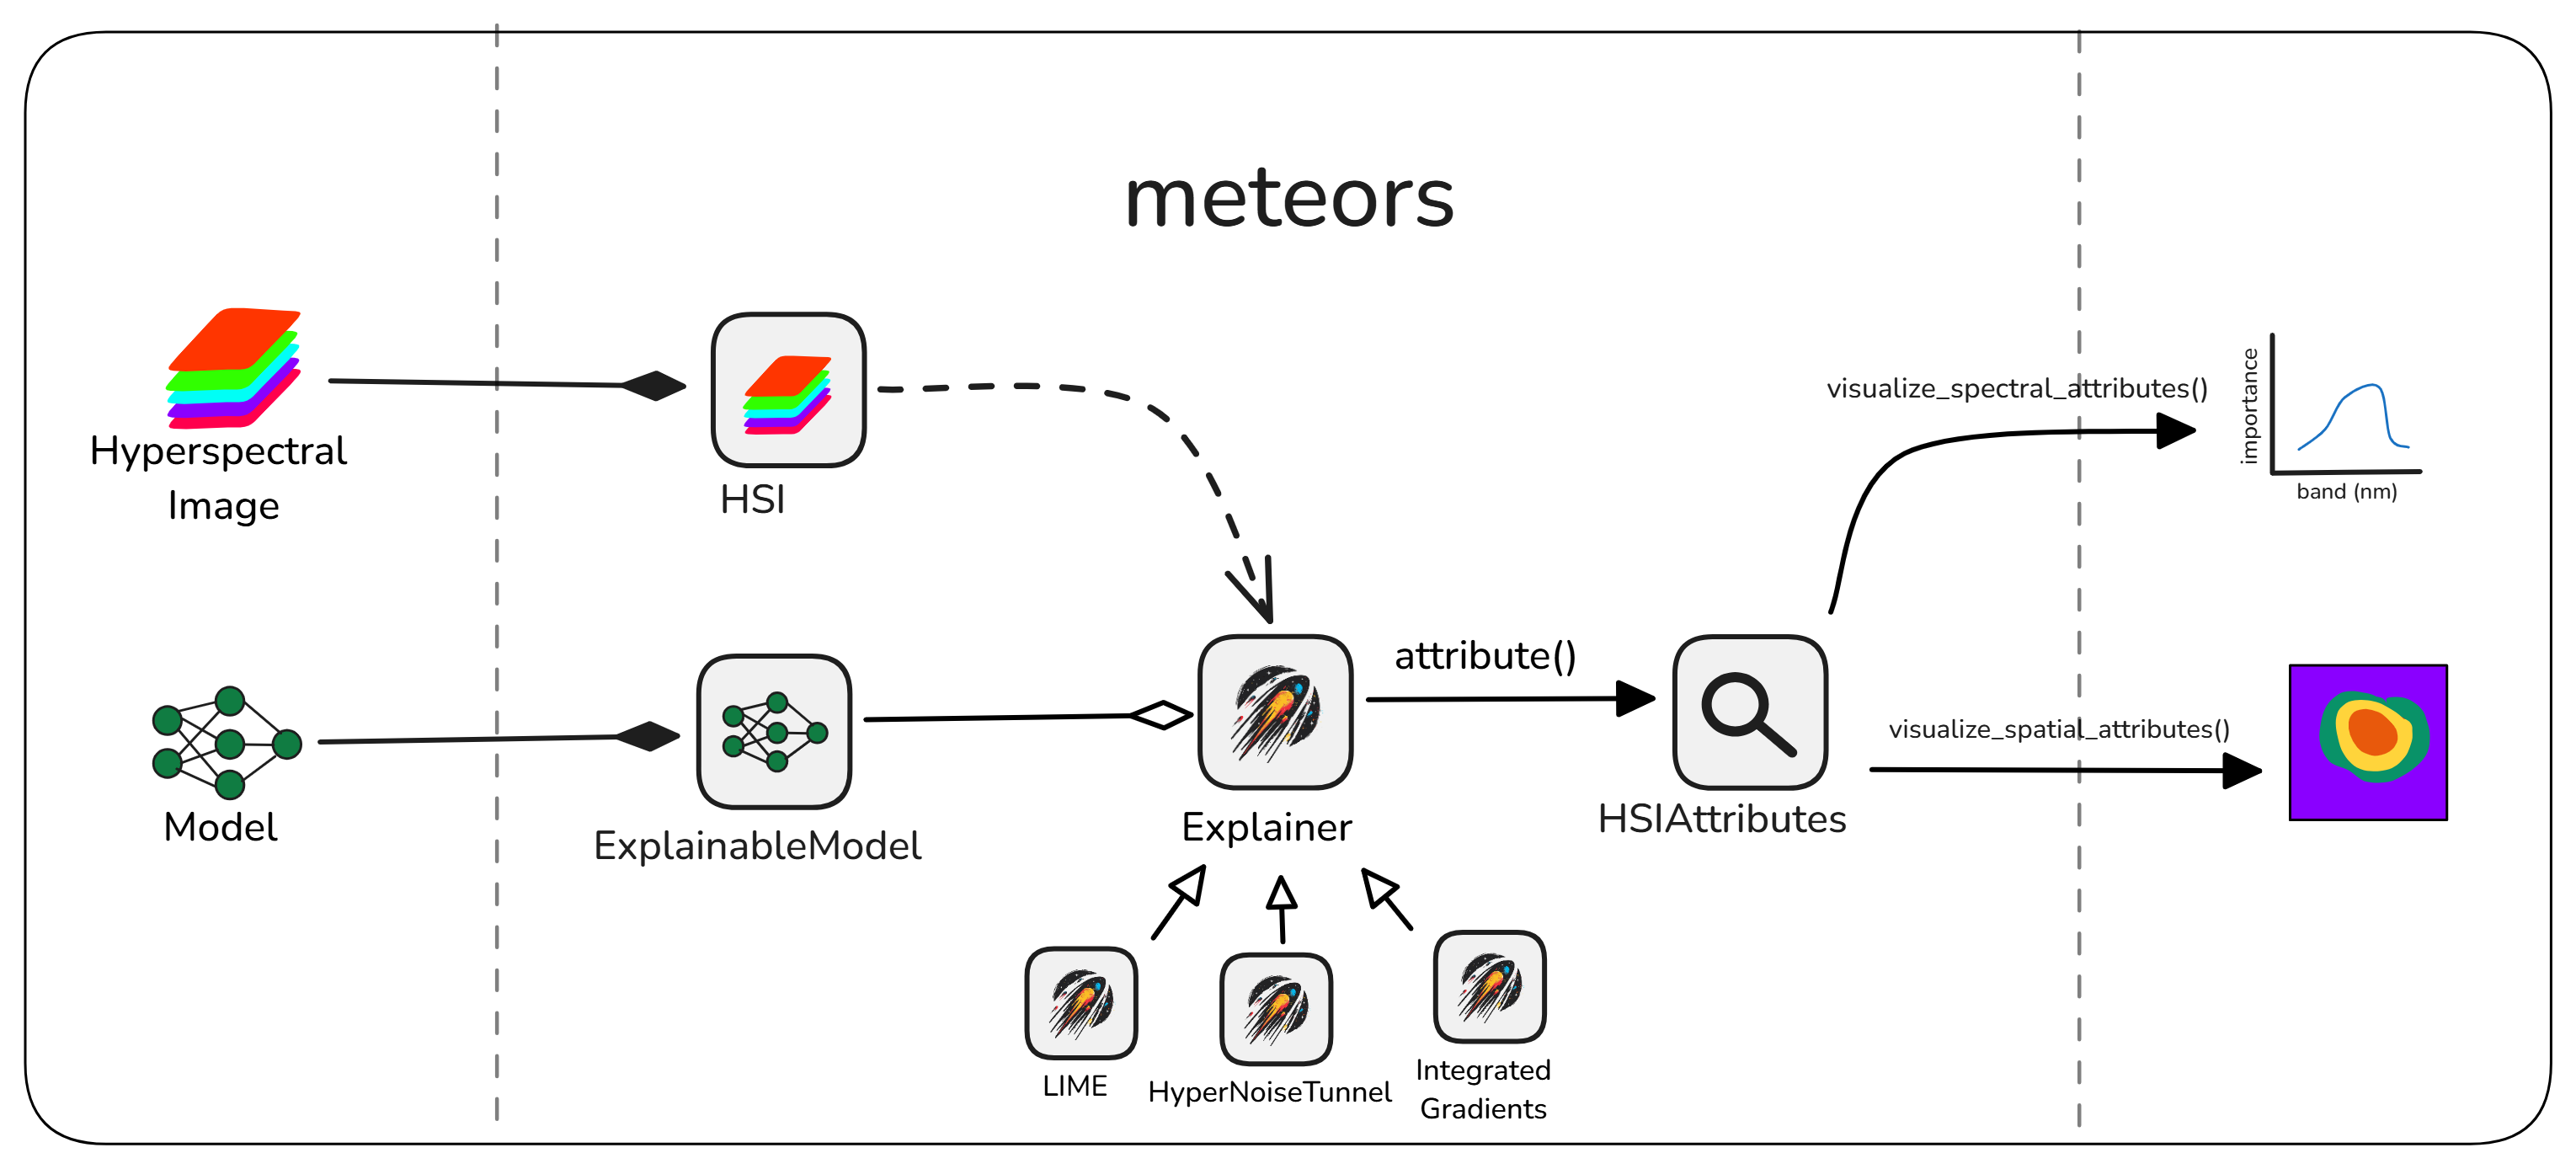 meteors
Hyperspectral
Image
HSI
visualize_spectral_attributes()
importance
band (nm)
Model
ExplainableModel
Explainer
attribute()
HSIAttributes
visualize_spatial_attributes()
LIME
HyperNoiseTunnel
Integrated
Gradients